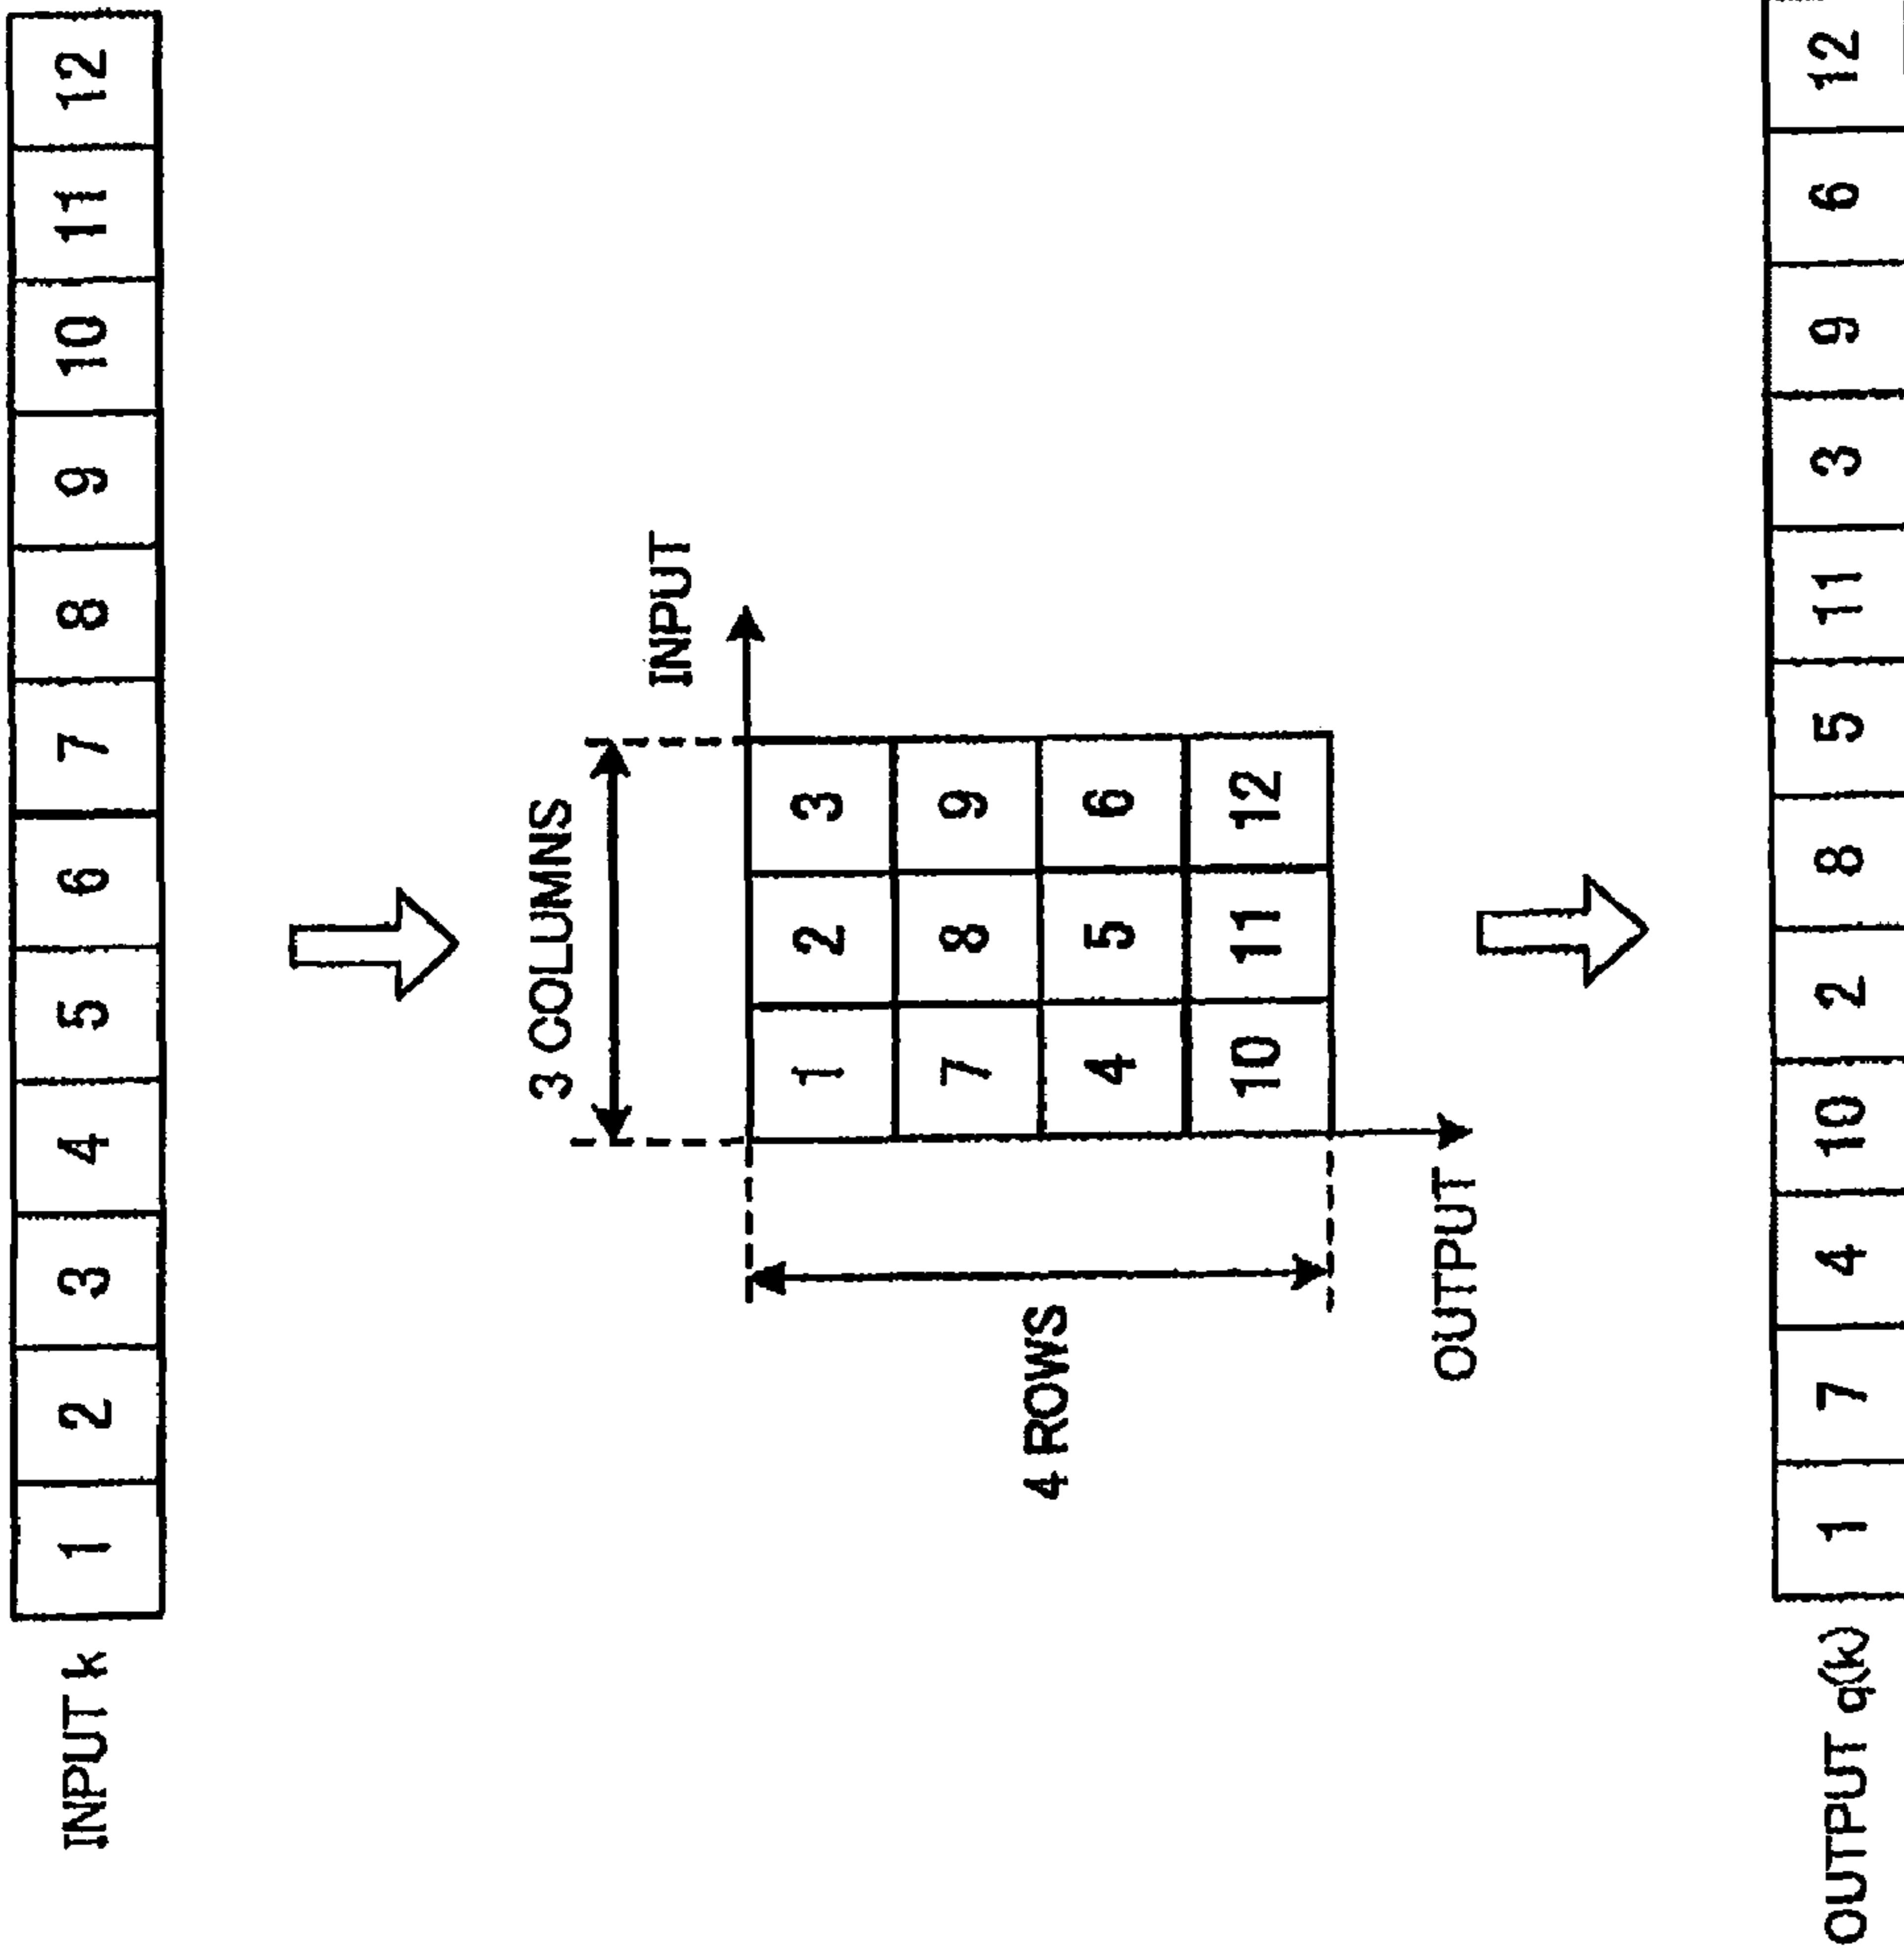 INPUT k 1 2 3 4 5 6 7 8 9 10 11 12
3 COLUMNS
INPUT
4 ROWS
1 2 3
7 8 9
4 5 6
10 11 12
OUTPUT
OUTPUT q(k) 1 7 4 10 2 8 5 11 3 9 6 12